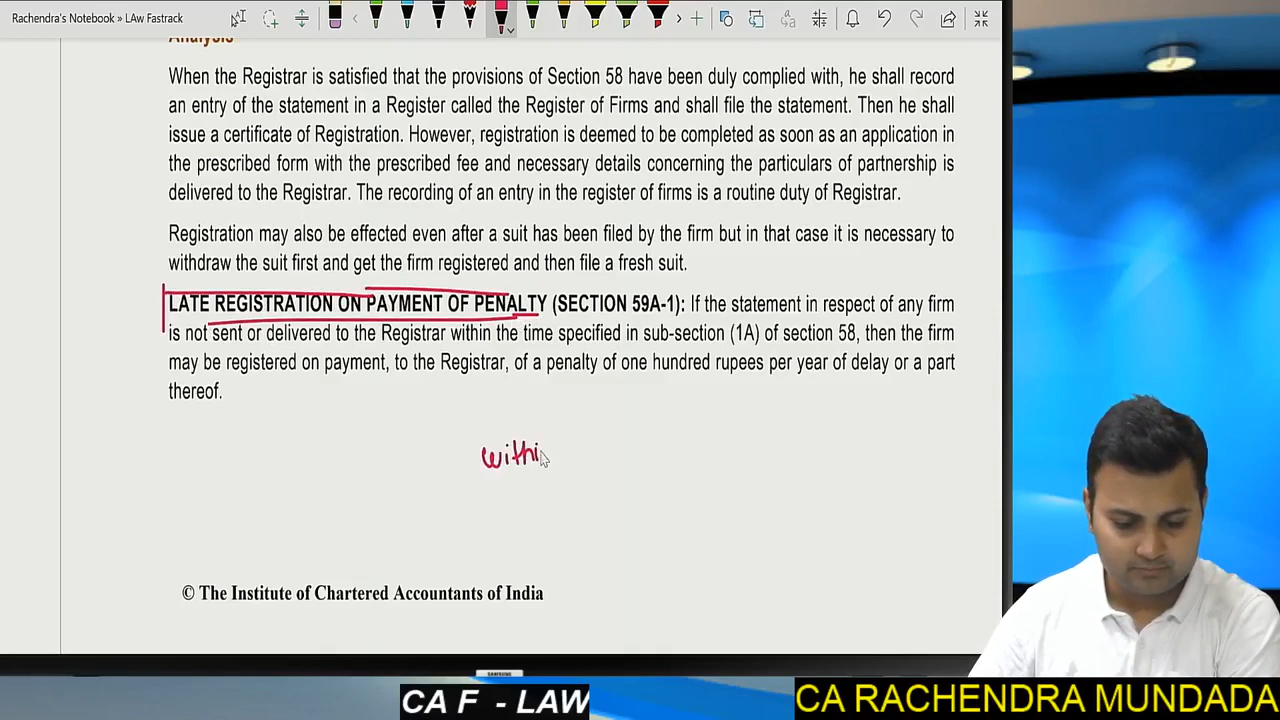 Rachendra's Notebook » LAw Fastrack
Analysis
When the Registrar is satisfied that the provisions of Section 58 have been duly complied with, he shall record
an entry of the statement in a Register called the Register of Firms and shall file the statement. Then he shall
issue a certificate of Registration. However, registration is deemed to be completed as soon as an application in
the prescribed form with the prescribed fee and necessary details concerning the particulars of partnership is
delivered to the Registrar. The recording of an entry in the register of firms is a routine duty of Registrar.
Registration may also be effected even after a suit has been filed by the firm but in that case it is necessary to
withdraw the suit first and get the firm registered and then file a fresh suit.
LATE REGISTRATION ON PAYMENT OF PENALTY (SECTION 59A-1): If the statement in respect of any firm
is not sent or delivered to the Registrar within the time specified in sub-section (1A) of section 58, then the firm
may be registered on payment, to the Registrar, of a penalty of one hundred rupees per year of delay or a part
thereof.
withi
© The Institute of Chartered Accountants of India
SAMSUNG
CA F - LAW
CA RACHENDRA MUNDADA